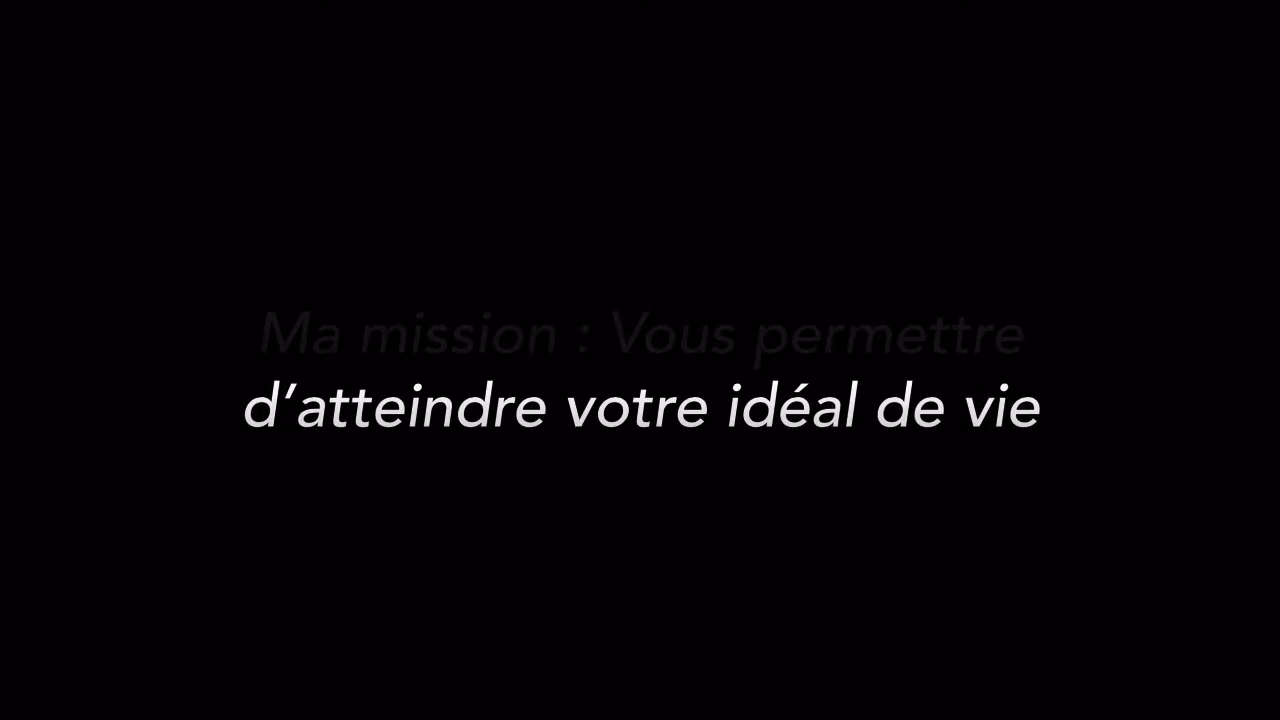 Ma mission : Vous permettre
d’atteindre votre idéal de vie